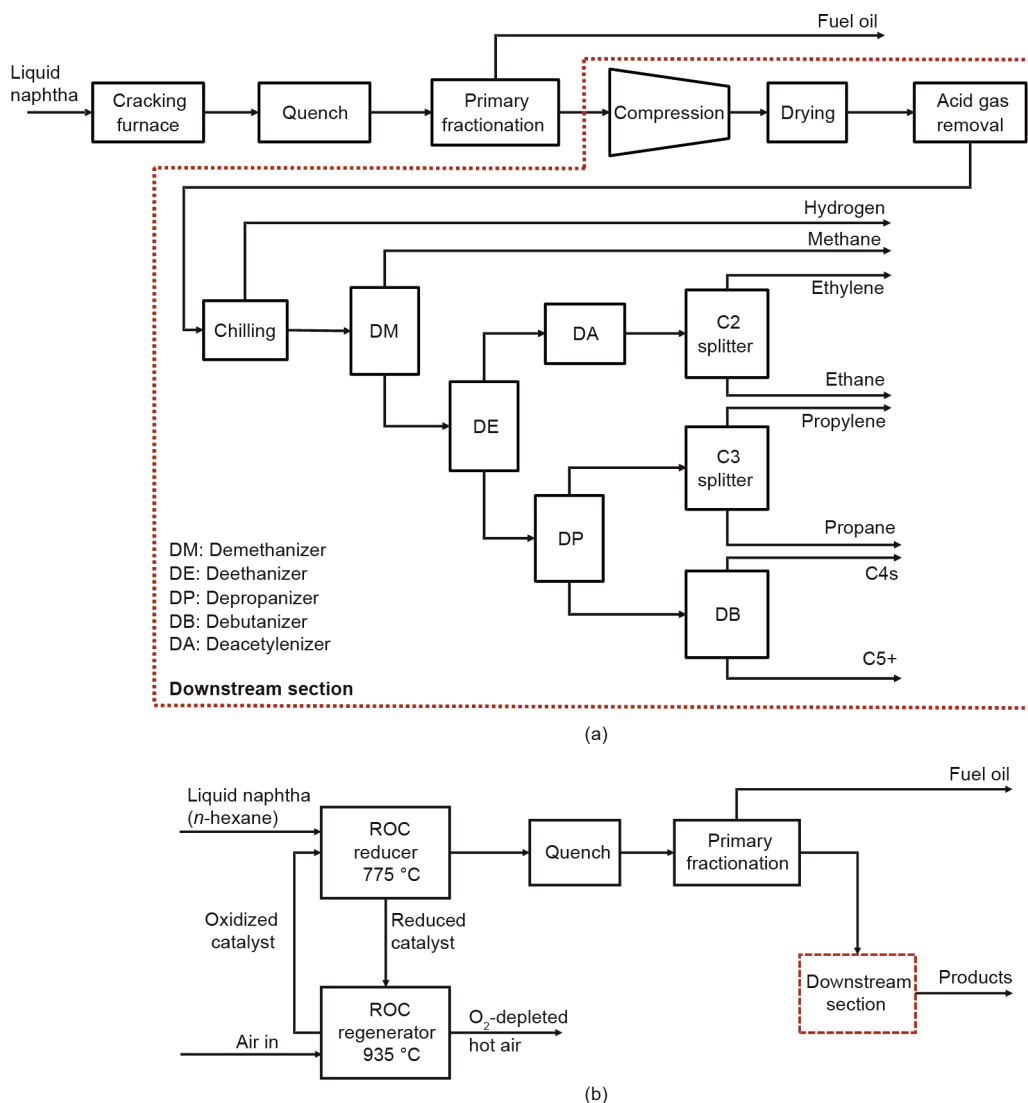 Fuel oil
Liquid
naphtha
Cracking
furnace
Quench
Primary
fractionation
Compression
Drying
Acid gas
removal
Hydrogen
Methane
Ethylene
Chilling
DM
DA
C2
splitter
Ethane
Propylene
DE
C3
splitter
Propane
DP
C4s
DB
C5+
DM: Demethanizer
DE: Deethanizer
DP: Depropanizer
DB: Debutanizer
DA: Deacetylenizer
Downstream section
(a)
Fuel oil
Liquid naphtha
(n-hexane)
ROC
reducer
775 °C
Quench
Primary
fractionation
Oxidized
catalyst
Reduced
catalyst
Downstream
section
Products
ROC
regenerator
935 °C
O₂-depleted
hot air
Air in
(b)